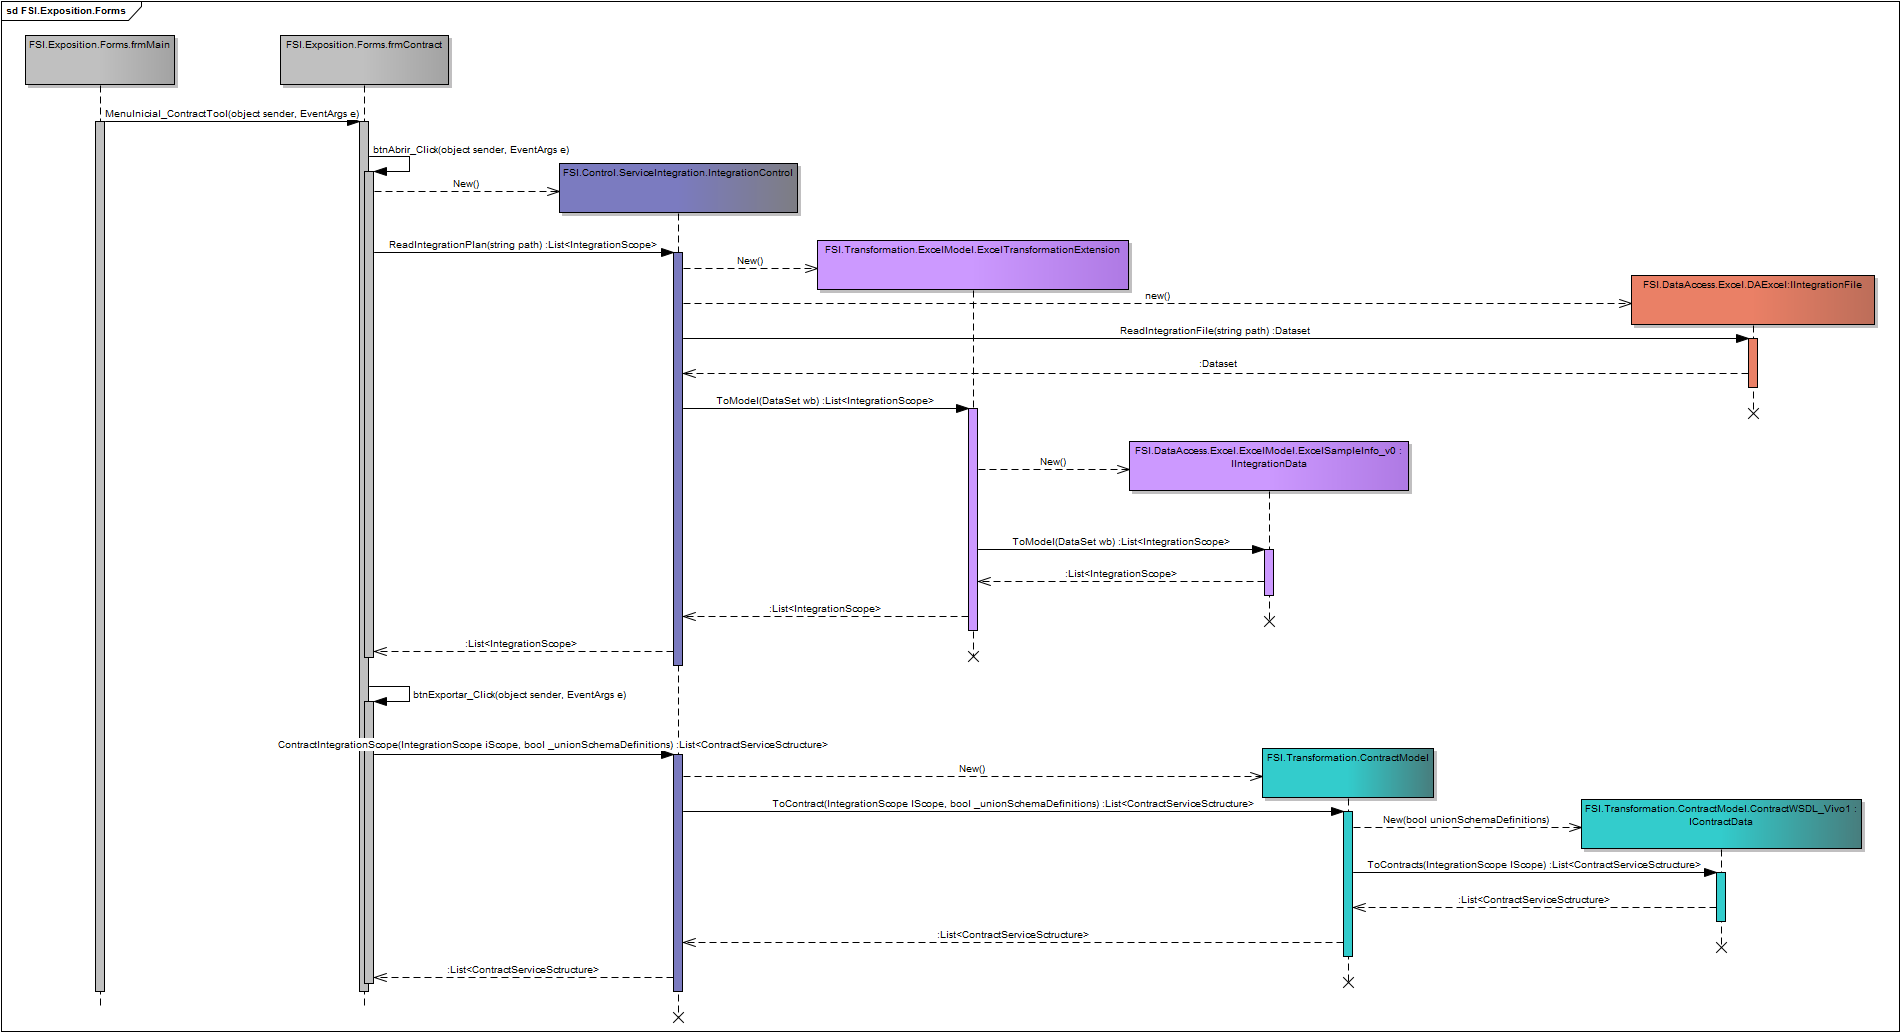 sd FSI.Exposition.Forms
FSI.Exposition.Forms.frmMain
FSI.Exposition.Forms.frmContract
MenuInicial_ContractTool(object sender, EventArgs e)
btnAbrir_Click(object sender, EventArgs e)
New()
FSI.Control.ServiceIntegration.IntegrationControl
ReadIntegrationPlan(string path) :List<IntegrationScope>
New()
FSI.Transformation.ExcelModel.ExcelTransformationExtension
new()
FSI.DataAccess.Excel.DAExcel:IIntegrationFile
ReadIntegrationFile(string path) :Dataset
:Dataset
ToModel(DataSet wb) :List<IntegrationScope>
New()
FSI.DataAccess.Excel.ExcelModel.ExcelSampleInfo_v0 :
IIntegrationData
ToModel(DataSet wb) :List<IntegrationScope>
:List<IntegrationScope>
:List<IntegrationScope>
:List<IntegrationScope>
btnExportar_Click(object sender, EventArgs e)
ContractIntegrationScope(IntegrationScope iScope, bool _unionSchemaDefinitions) :List<ContractServiceSctructure>
New()
FSI.Transformation.ContractModel
ToContract(IntegrationScope IScope, bool _unionSchemaDefinitions) :List<ContractServiceSctructure>
New(bool unionSchemaDefinitions)
FSI.Transformation.ContractModel.ContractWSDL_Vivo1 :
IContractData
ToContracts(IntegrationScope IScope) :List<ContractServiceSctructure>
:List<ContractServiceSctructure>
:List<ContractServiceSctructure>
:List<ContractServiceSctructure>